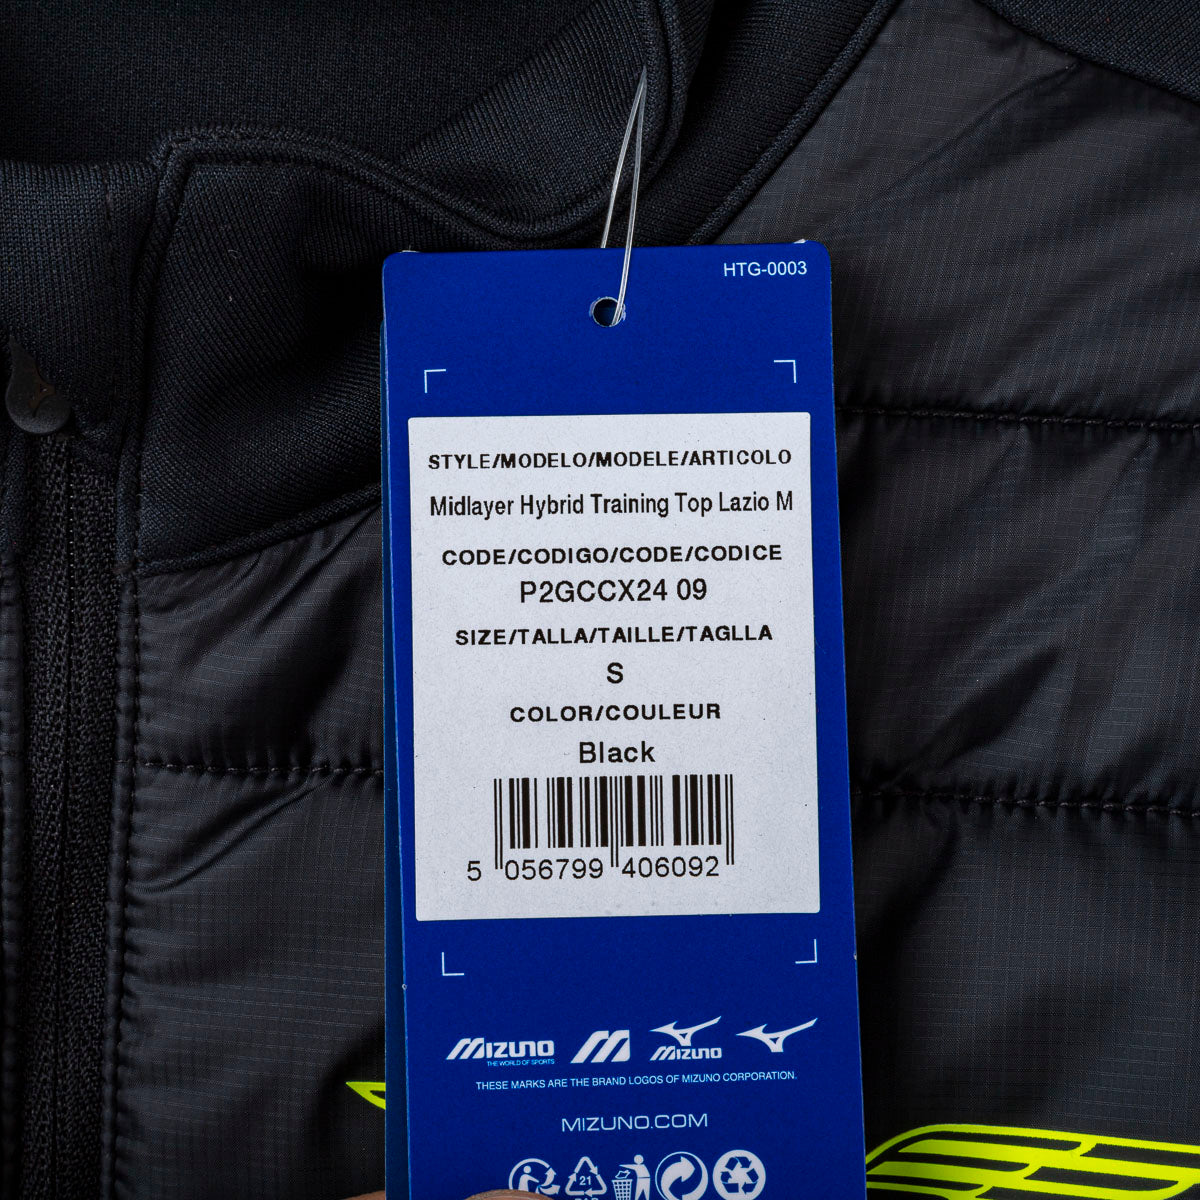 HTG-0003
STYLE/MODELO/MODELE/ARTICOLO
Midlayer Hybrid Training Top Lazio M
CODE/CODIGO/CODE/CODICE
P2GCCX24 09
SIZE/TALLA/TAILLE/TAGLLA
S
COLOR/COULEUR
Black
5 056799 406092
MIZUNO MIZUNO
THE WORLD OF SPORTS
THESE MARKS ARE THE BRAND LOGOS OF MIZUNO CORPORATION.
MIZUNO.COM
21